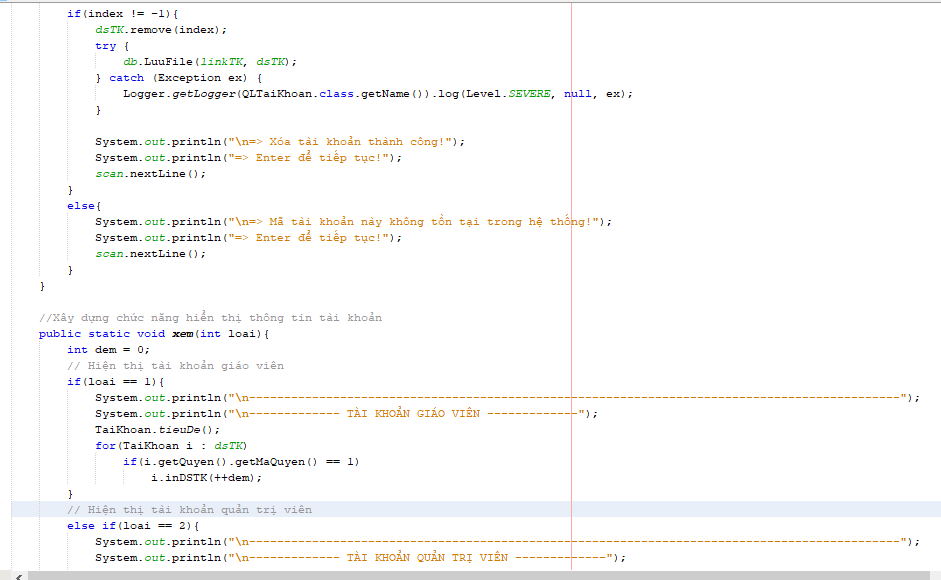 if(index != -1){
dsTK.remove(index);
try {
db.LuuFile(linkTK, dsTK);
} catch (Exception ex) {
Logger.getLogger(QLTaiKhoan.class.getName()).log(Level.SEVERE, null, ex);
}
System.out.println("\n=> Xóa tài khoản thành công!");
System.out.println("=> Enter để tiếp tục!");
scan.nextLine();
}
else{
System.out.println("\n=> Mã tài khoản này không tồn tại trong hệ thống!");
System.out.println("=> Enter để tiếp tục!");
scan.nextLine();
}
}
//Xây dựng chức năng hiển thị thông tin tài khoản
public static void xem(int loai){
int dem = 0;
// Hiện thị tài khoản giáo viên
if(loai == 1){
System.out.println("\n---------------------------------------------------------------------------------------------");
System.out.println("\n------------- TÀI KHOẢN GIÁO VIÊN -------------");
TaiKhoan.tieuDe();
for(TaiKhoan i : dsTK)
if(i.getQuyen().getMaQuyen() == 1)
i.inDSTK(++dem);
}
// Hiện thị tài khoản quản trị viên
else if(loai == 2){
System.out.println("\n---------------------------------------------------------------------------------------------");
System.out.println("\n------------- TÀI KHOẢN QUẢN TRỊ VIÊN -------------");